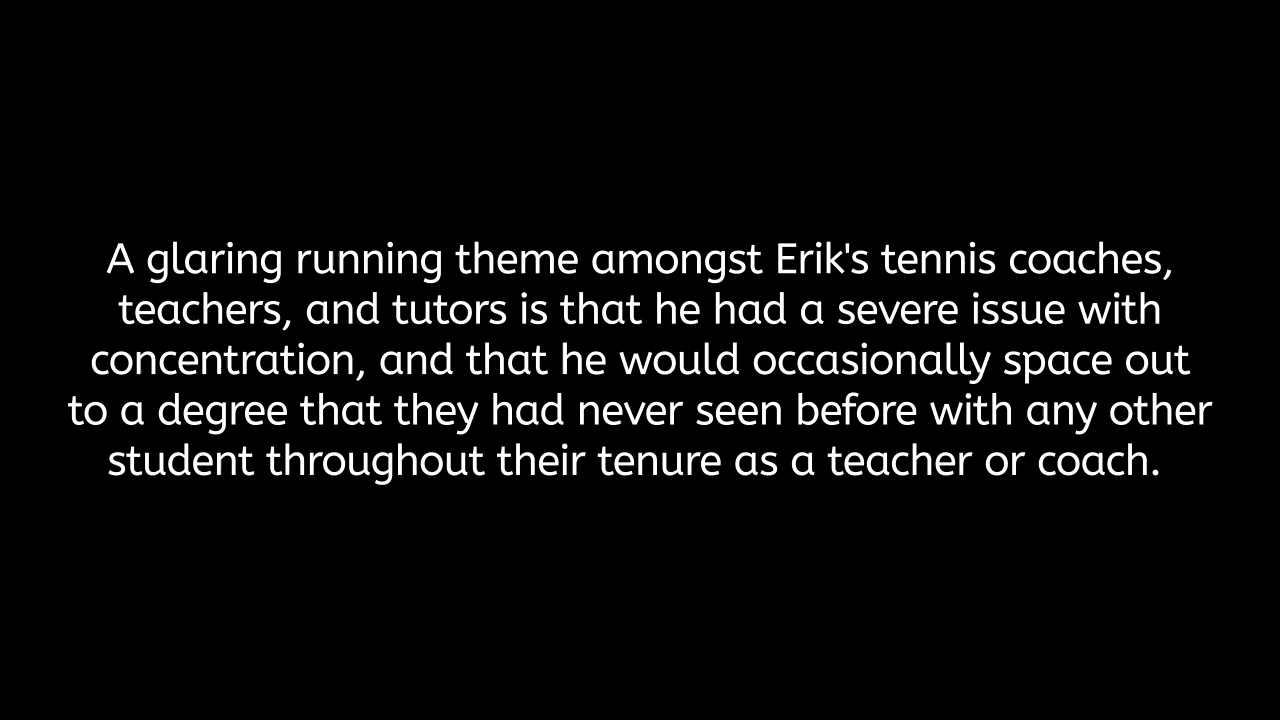 A glaring running theme amongst Erik's tennis coaches,
teachers, and tutors is that he had a severe issue with
concentration, and that he would occasionally space out
to a degree that they had never seen before with any other
student throughout their tenure as a teacher or coach.